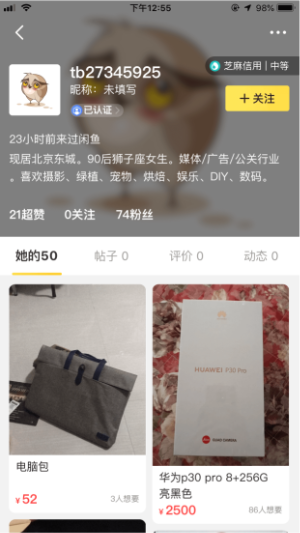 下午12:55
98%
芝麻信用 | 中等
tb27345925
昵称：未填写
已认证
+ 关注
23小时前来过闲鱼
现居北京东城。90后狮子座女生。媒体/广告/公关行业
。喜欢摄影、绿植、宠物、烘焙、娱乐、DIY、数码。
21超赞 0关注 74粉丝
她的50 帖子 0 评价 0 动态 0
HUAWEI P30 Pro
电脑包
¥52 3人想要
华为p30 pro 8+256G
亮黑色
¥2500 86人想要